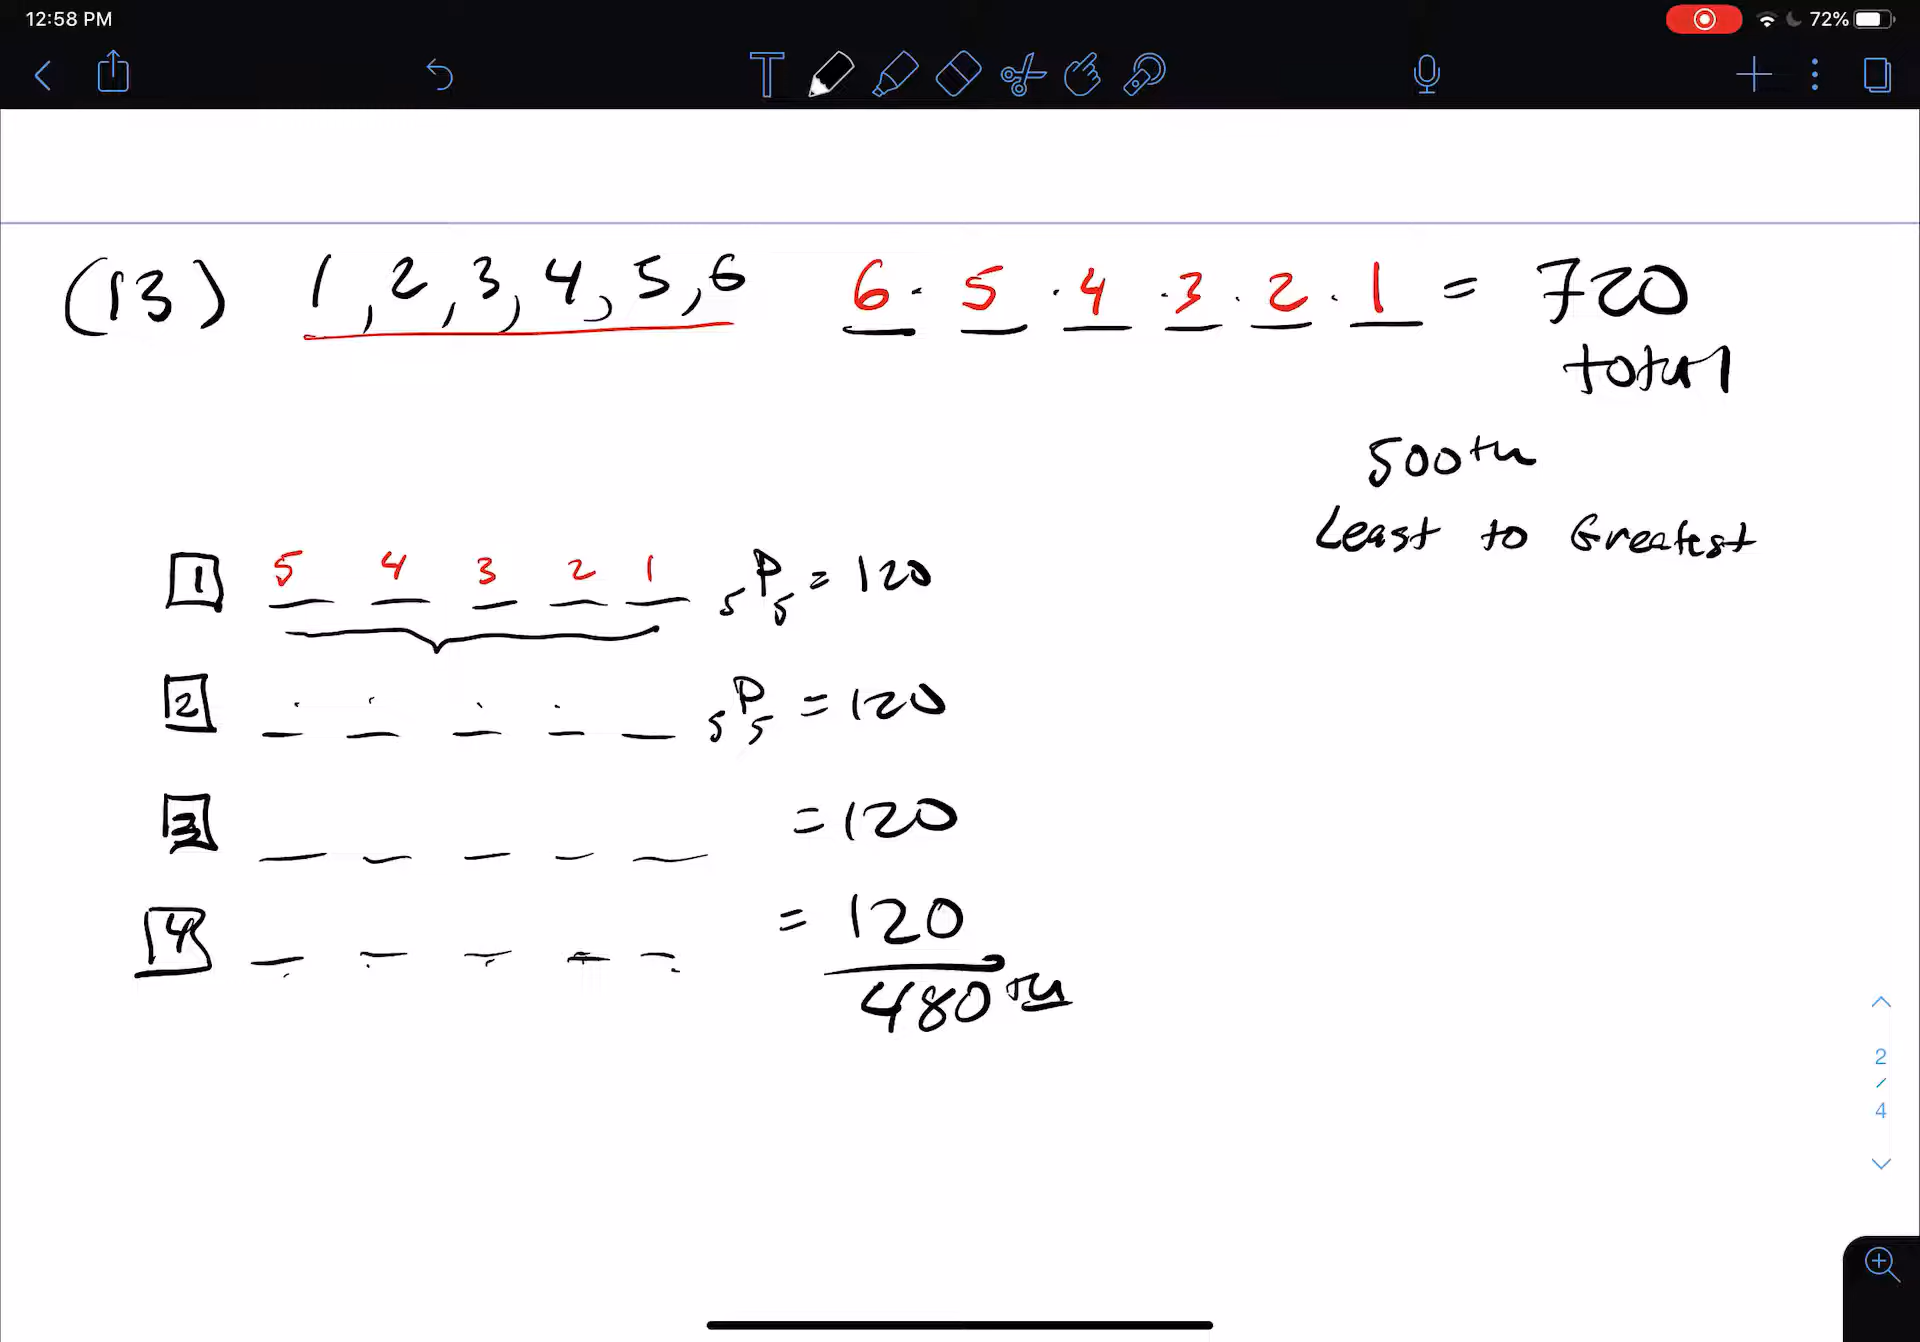 12:58 PM 72%
T
(13) 1, 2, 3, 4, 5, 6 6 · 5 · 4 · 3 · 2 · 1 = 720
total
500th
Least to Greatest
1 5 4 3 2 1 5P5 = 120
2 5P5 = 120
3 = 120
4 = 120
480th
2
/
4